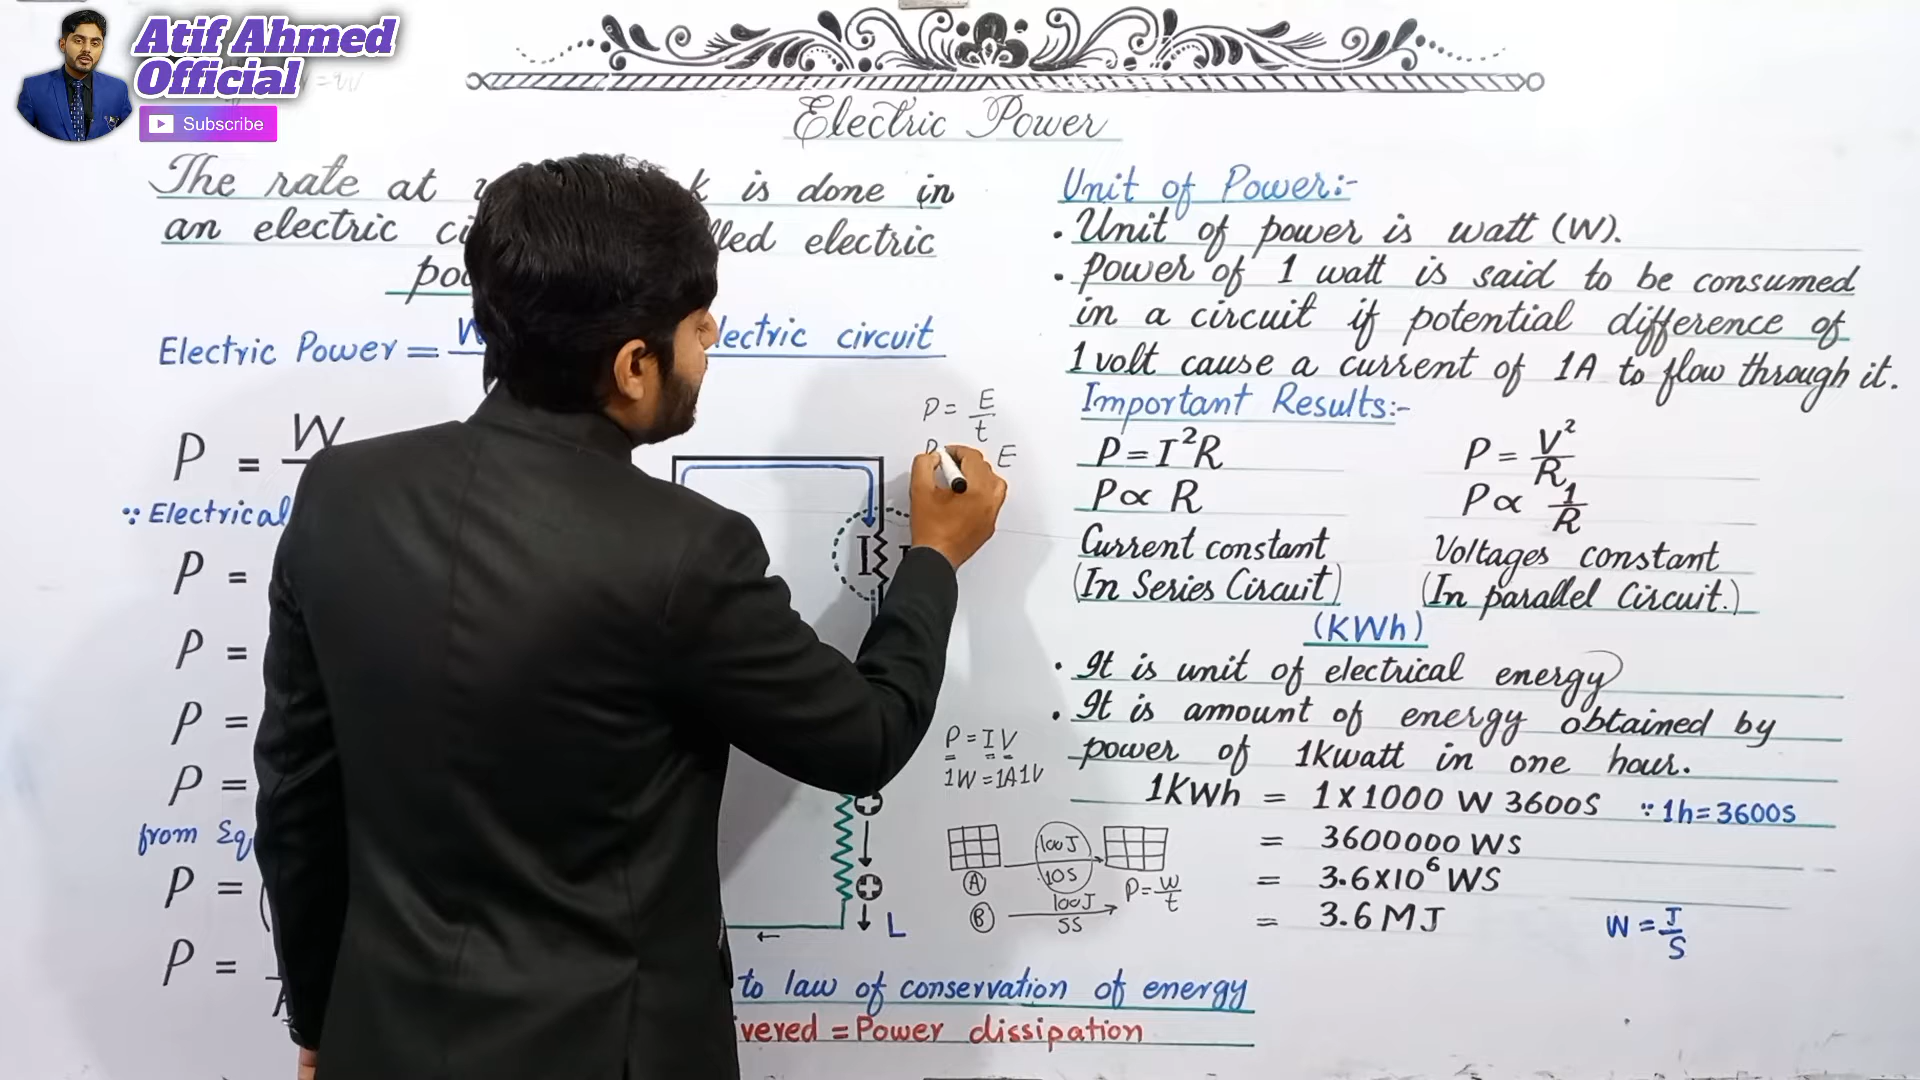 Atif Ahmed
Official
Subscribe
Electric Power
The rate at k is done in
an electric electric
Electric Power = electric circuit
P = W
∵ Electrical
P =
P =
P =
P =
from Eq
P = (
P =
P = E
t
E
I
P = IV
1W = 1A1V
100J
10S
A
P = W
t
B
100J
5S
L
to law of conservation of energy
= Power dissipation
Unit of Power:-
• Unit of power is watt (W).
• Power of 1 watt is said to be consumed
in a circuit if potential difference of
1 volt cause a current of 1A to flow through it.
Important Results:-
P = I²R
P ∝ R
Current constant
(In Series Circuit)
P = V²
R
P ∝ 1
R
Voltages constant
(In parallel Circuit.)
(KWh)
• It is unit of electrical energy
• It is amount of energy obtained by
power of 1Kwatt in one hour.
1KWh = 1 X 1000 W 3600S ∵ 1h=3600S
= 3600000 WS
= 3.6X10⁶ WS
= 3.6 MJ
W = J
S